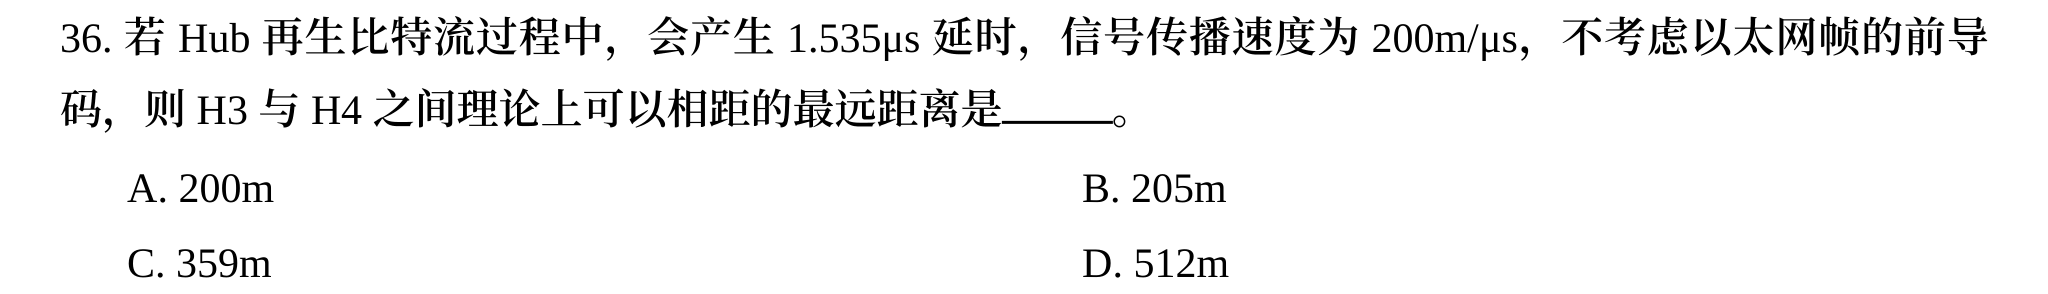 36. 若 Hub 再生比特流过程中，会产生 1.535μs 延时，信号传播速度为 200m/μs，不考虑以太网帧的前导
码，则 H3 与 H4 之间理论上可以相距的最远距离是_____。
A. 200m B. 205m
C. 359m D. 512m